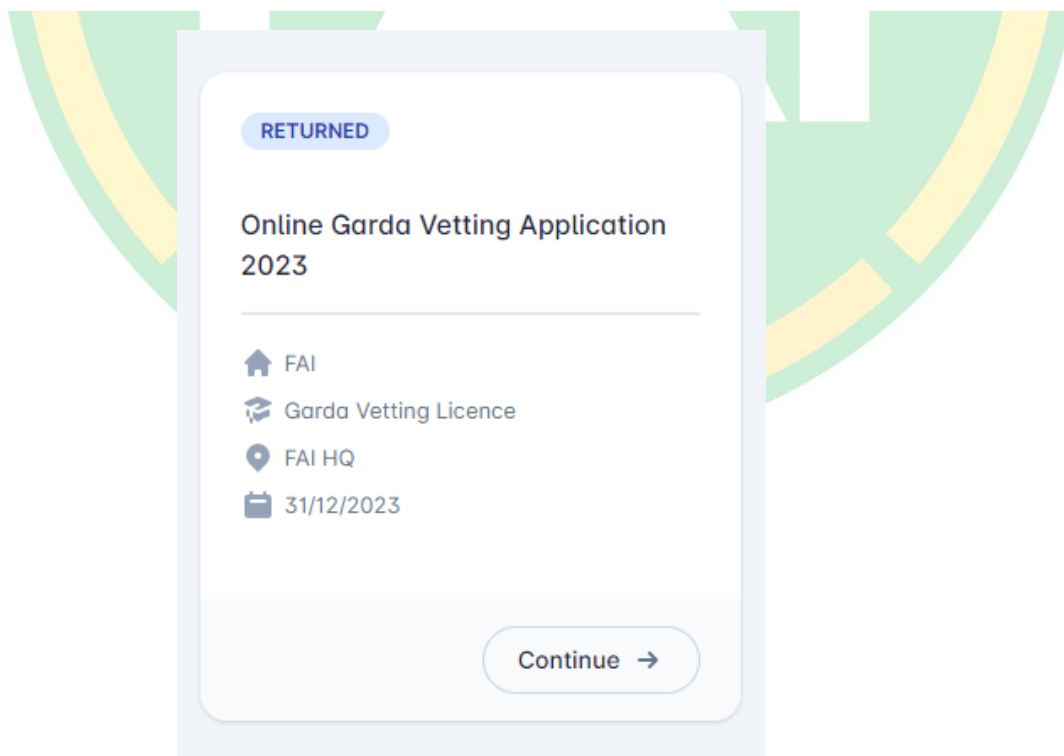 RETURNED
Online Garda Vetting Application
2023
FAI
Garda Vetting Licence
FAI HQ
31/12/2023
Continue →